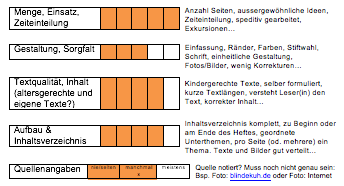 Menge, Einsatz,
Zeiteinteilung
Anzahl Seiten, aussergewöhnliche Ideen,
Zeiteinteilung, speditiv gearbeitet,
Exkursionen…
Gestaltung, Sorgfalt
Einfassung, Ränder, Farben, Stiftwahl,
Schrift, einheitliche Gestaltung,
Fotos/Bilder, wenig Korrekturen…
Textqualität, Inhalt
(altersgerechte und
eigene Texte?)
Kindergerechte Texte, selber formuliert,
kurze Textlängen, versteht Leser(in) den
Text, korrekter Inhalt…
Aufbau &
Inhaltsverzeichnis
Inhaltsverzeichnis komplett, zu Beginn oder
am Ende des Heftes, geordnete
Unterthemen, pro Seite (od. mehrere) ein
Thema. Texte und Bilder gut verteilt…
Quellenangaben
meistens
Quelle notiert? Muss noch nicht genau sein:
Bsp. Foto: blindekuh.de oder Foto: Internet